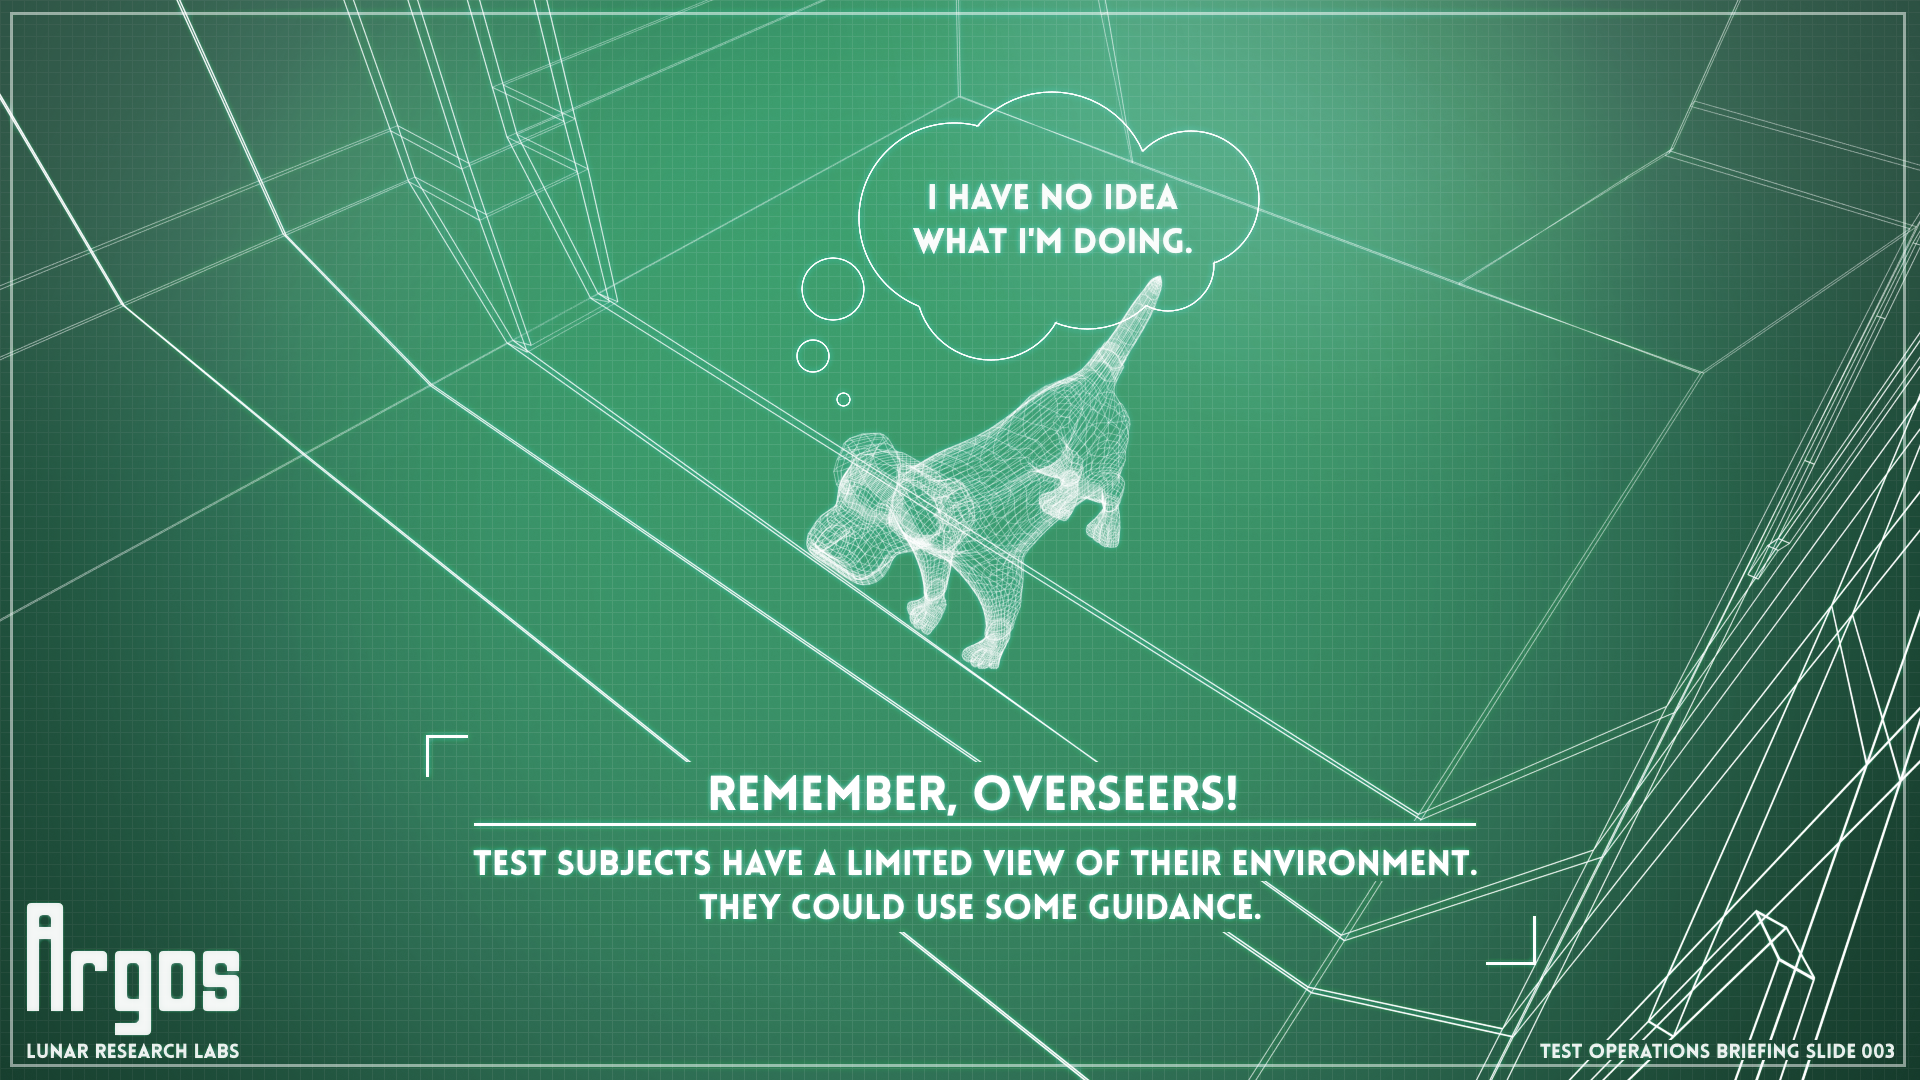 I HAVE NO IDEA
WHAT I'M DOING.
REMEMBER, OVERSEERS!
TEST SUBJECTS HAVE A LIMITED VIEW OF THEIR ENVIRONMENT.
THEY COULD USE SOME GUIDANCE.
Argos
LUNAR RESEARCH LABS
TEST OPERATIONS BRIEFING SLIDE 003